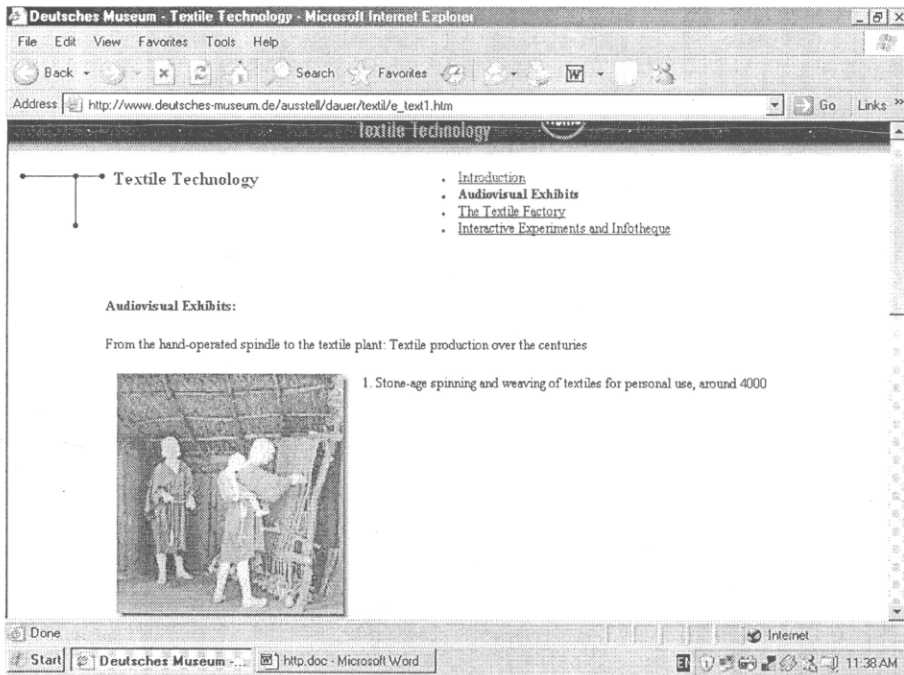 Deutsches Museum - Textile Technology - Microsoft Internet Explorer
File Edit View Favorites Tools Help
Back Search Favorites
Address http://www.deutsches-museum.de/ausstell/dauer/textil/e_text1.htm Go Links »
Textile Technology Home
Textile Technology
Introduction
Audiovisual Exhibits
The Textile Factory
Interactive Experiments and Infotheque
Audiovisual Exhibits:
From the hand-operated spindle to the textile plant: Textile production over the centuries
1. Stone-age spinning and weaving of textiles for personal use, around 4000
Done Internet
Start Deutsches Museum -... http.doc - Microsoft Word EN 11:38 AM